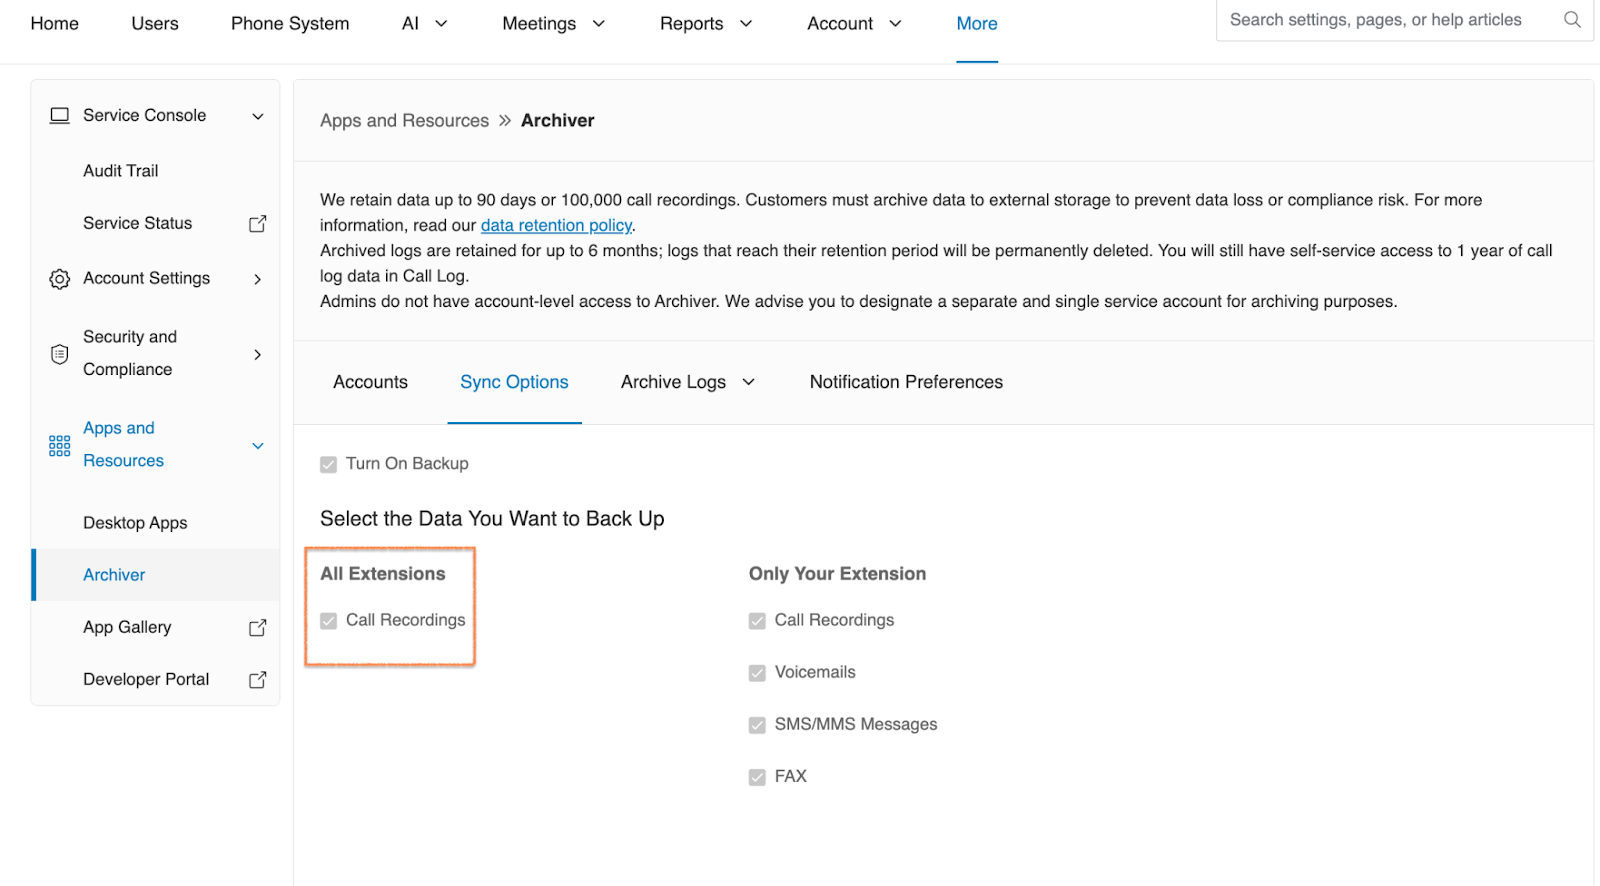 Home Users Phone System AI Meetings Reports Account More Search settings, pages, or help articles
Service Console
Audit Trail
Service Status
Account Settings
Security and
Compliance
Apps and
Resources
Desktop Apps
Archiver
App Gallery
Developer Portal
Apps and Resources » Archiver
We retain data up to 90 days or 100,000 call recordings. Customers must archive data to external storage to prevent data loss or compliance risk. For more
information, read our data retention policy.
Archived logs are retained for up to 6 months; logs that reach their retention period will be permanently deleted. You will still have self-service access to 1 year of call
log data in Call Log.
Admins do not have account-level access to Archiver. We advise you to designate a separate and single service account for archiving purposes.
Accounts Sync Options Archive Logs Notification Preferences
Turn On Backup
Select the Data You Want to Back Up
All Extensions
Call Recordings
Only Your Extension
Call Recordings
Voicemails
SMS/MMS Messages
FAX